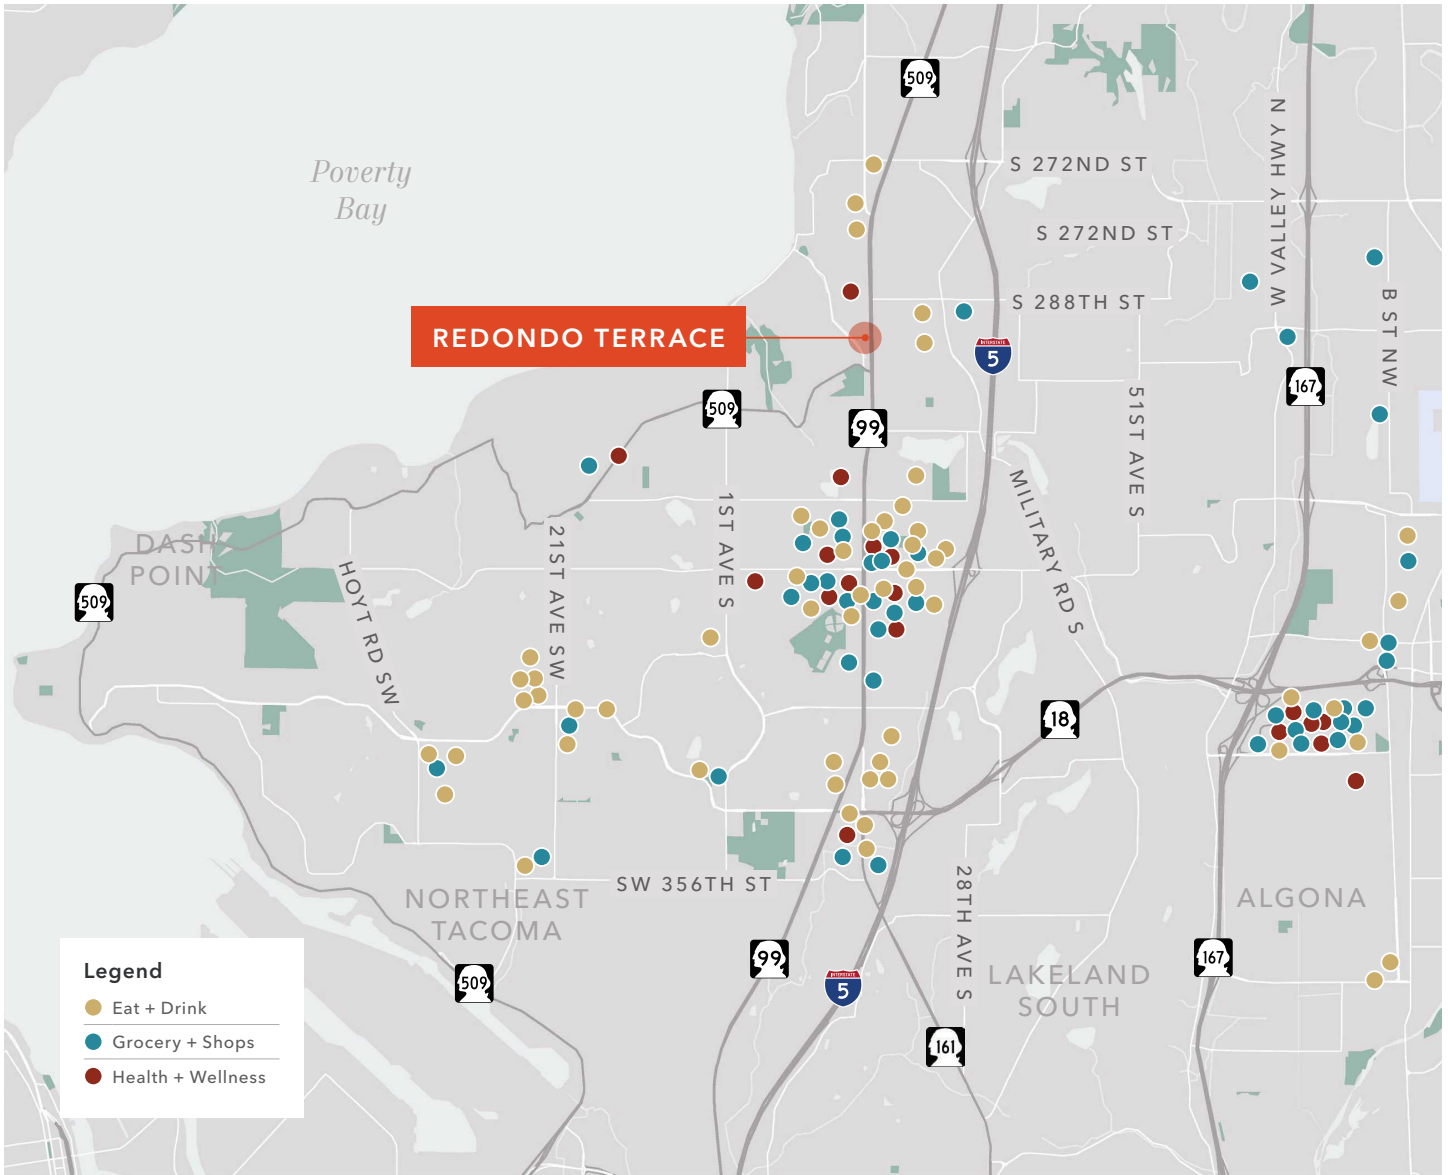 509
Poverty
Bay
S 272ND ST
W VALLEY HWY N
S 272ND ST
S 288TH ST
B ST NW
REDONDO TERRACE
INTERSTATE
5
167
509
99
51ST AVE S
MILITARY RD S
1ST AVE S
21ST AVE SW
DASH
POINT
HOYT RD SW
509
18
SW 356TH ST
28TH AVE S
NORTHEAST
TACOMA
ALGONA
99
INTERSTATE
5
167
LAKELAND
SOUTH
509
161
Legend
Eat + Drink
Grocery + Shops
Health + Wellness